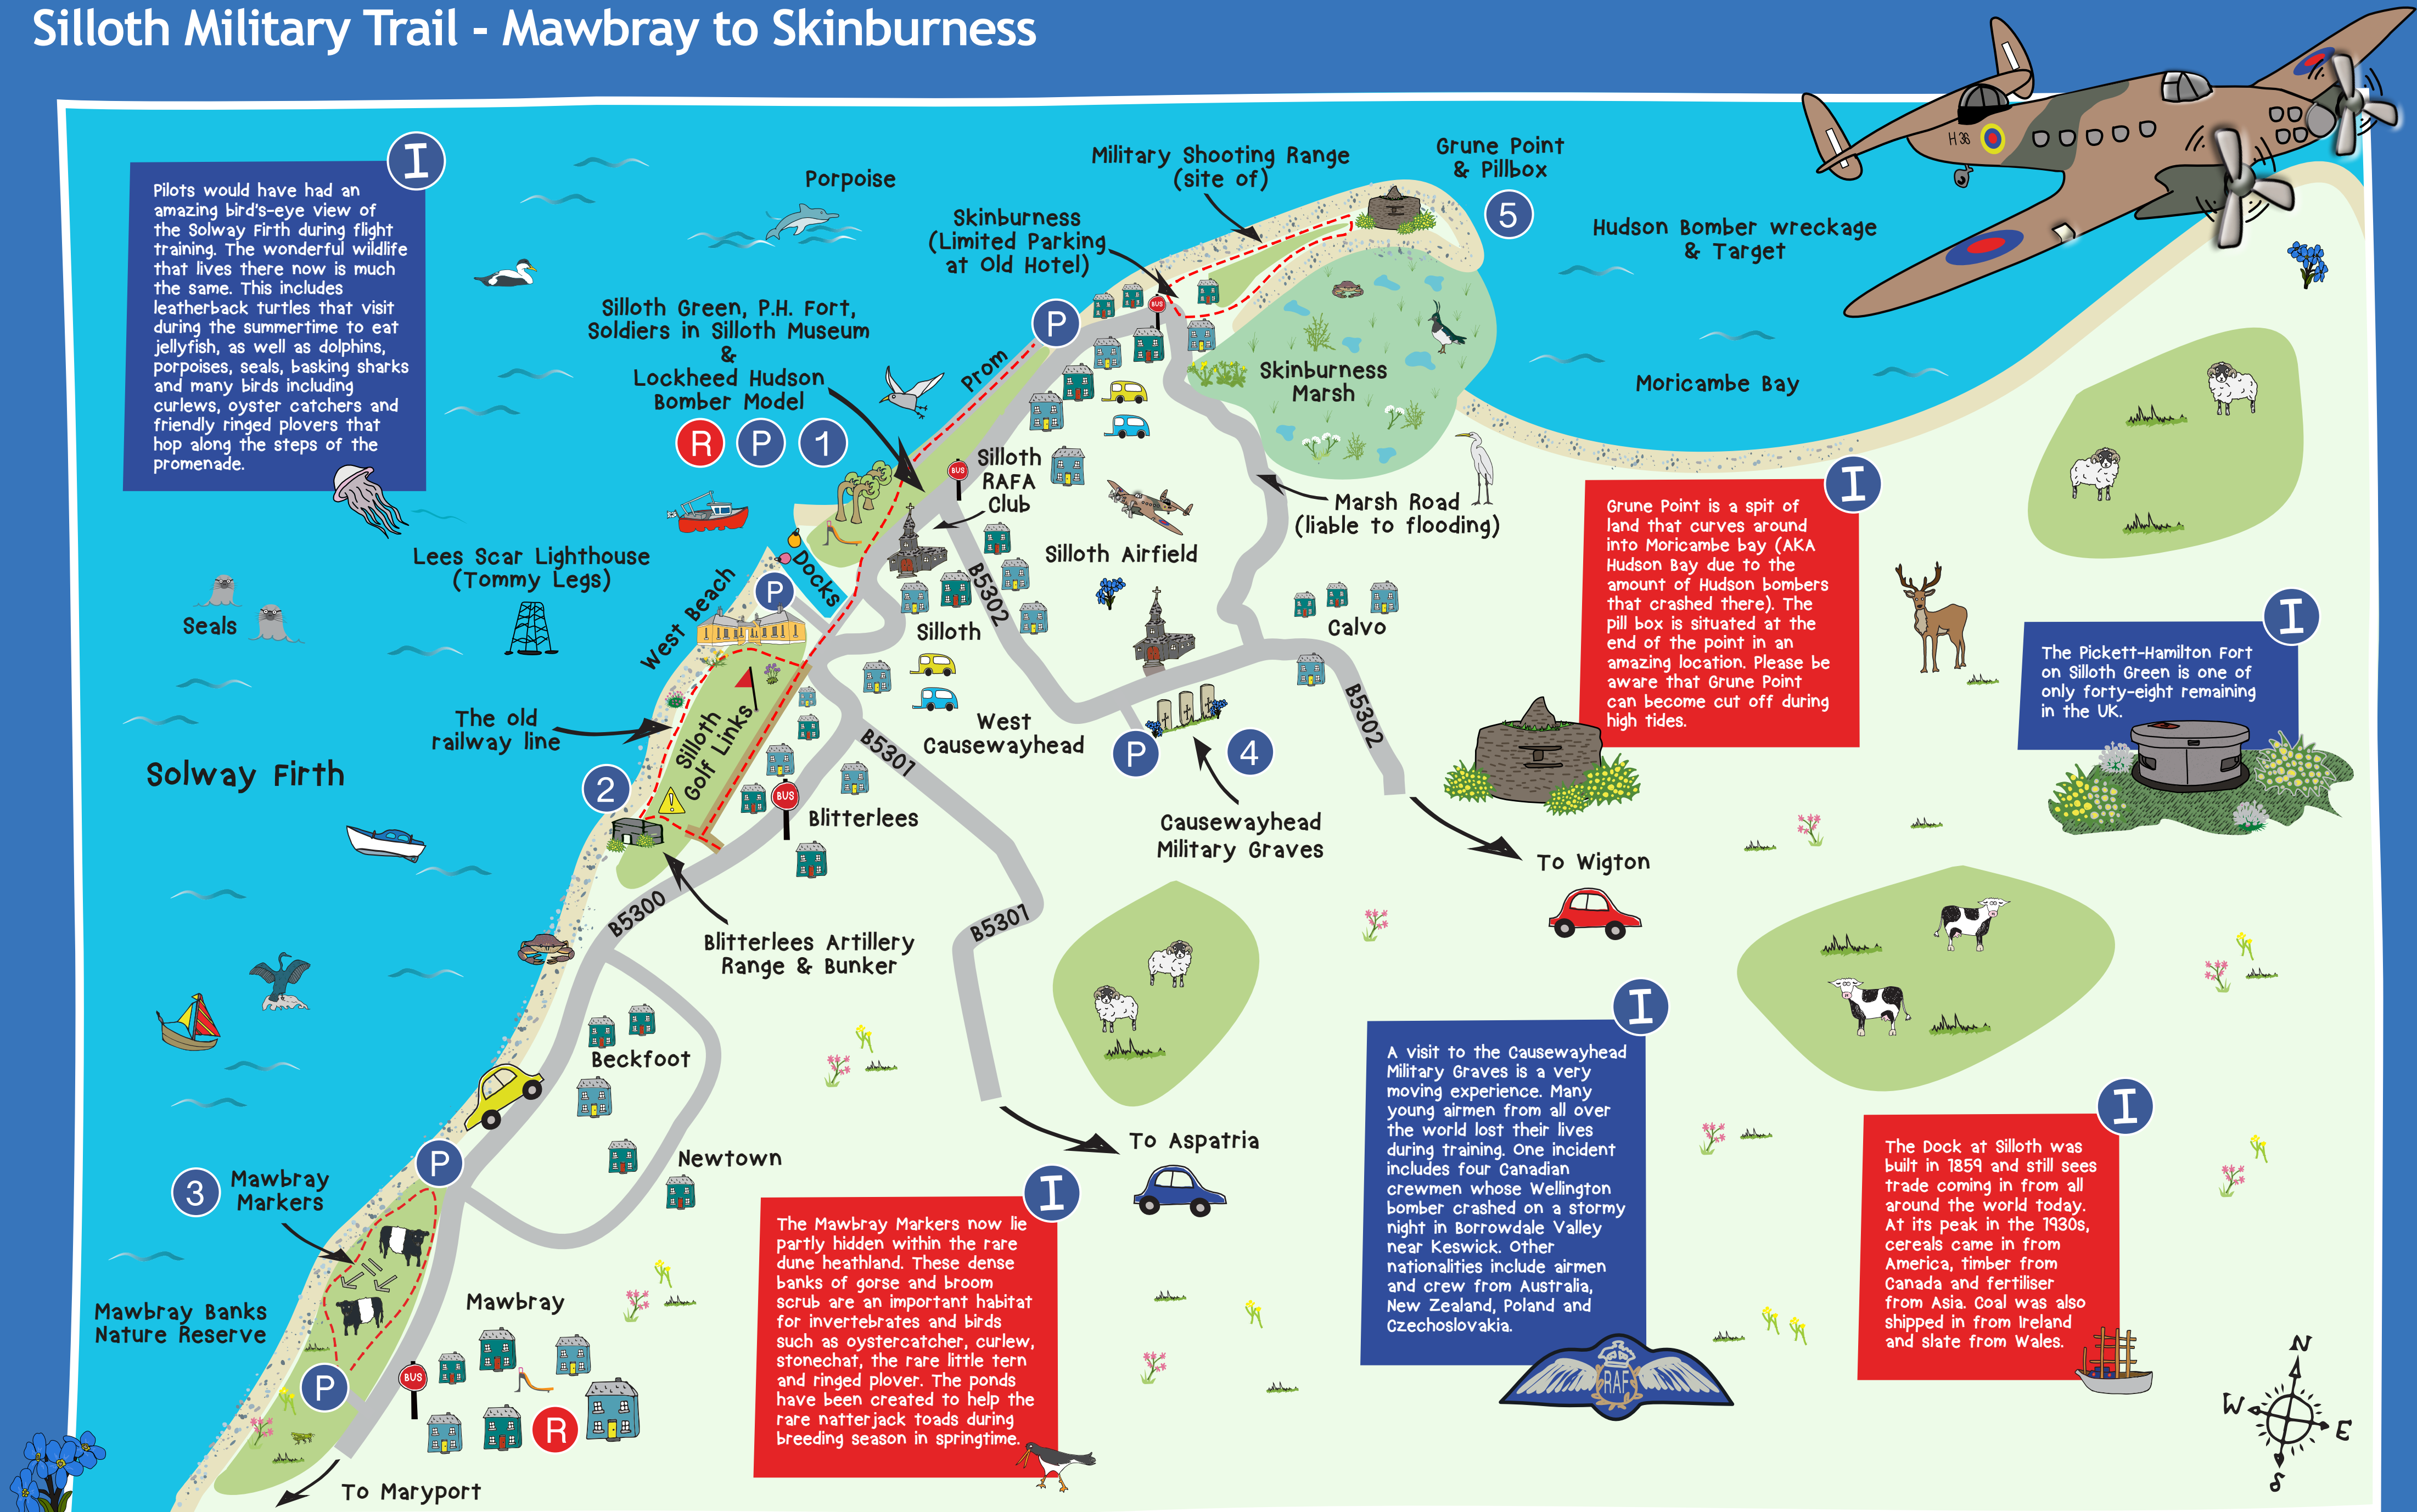 Silloth Military Trail - Mawbray to Skinburness
I
Pilots would have had an
amazing bird's-eye view of
the Solway Firth during flight
training. The wonderful wildlife
that lives there now is much
the same. This includes
leatherback turtles that visit
during the summertime to eat
jellyfish, as well as dolphins,
porpoises, seals, basking sharks
and many birds including
curlews, oyster catchers and
friendly ringed plovers that
hop along the steps of the
promenade.
Porpoise
Military Shooting Range
(site of)
Grune Point
& Pillbox
5
H 36
Skinburness
(Limited Parking
at Old Hotel)
Hudson Bomber wreckage
& Target
Silloth Green, P.H. Fort,
Soldiers in Silloth Museum
&
Lockheed Hudson
Bomber Model
R
P
1
P
BUS
Prom
Skinburness
Marsh
Moricambe Bay
BUS
Silloth
RAFA
Club
Marsh Road
(liable to flooding)
Lees Scar Lighthouse
(Tommy Legs)
Docks
P
West Beach
Silloth Airfield
B5302
Seals
Silloth
Calvo
I
Grune Point is a spit of
land that curves around
into Moricambe bay (AKA
Hudson Bay due to the
amount of Hudson bombers
that crashed there). The
pill box is situated at the
end of the point in an
amazing location. Please be
aware that Grune Point
can become cut off during
high tides.
I
The Pickett-Hamilton Fort
on Silloth Green is one of
only forty-eight remaining
in the UK.
The old
railway line
Silloth
Golf Links
West
Causewayhead
B5302
B5301
P
4
Solway Firth
2
!
BUS
Blitterlees
Causewayhead
Military Graves
To Wigton
B5300
B5301
Blitterlees Artillery
Range & Bunker
Beckfoot
Newtown
To Aspatria
P
3
Mawbray
Markers
I
A visit to the Causewayhead
Military Graves is a very
moving experience. Many
young airmen from all over
the world lost their lives
during training. One incident
includes four Canadian
crewmen whose Wellington
bomber crashed on a stormy
night in Borrowdale Valley
near Keswick. Other
nationalities include airmen
and crew from Australia,
New Zealand, Poland and
Czechoslovakia.
RAF
I
The Dock at Silloth was
built in 1859 and still sees
trade coming in from all
around the world today.
At its peak in the 1930s,
cereals came in from
America, timber from
Canada and fertiliser
from Asia. Coal was also
shipped in from Ireland
and slate from Wales.
I
The Mawbray Markers now lie
partly hidden within the rare
dune heathland. These dense
banks of gorse and broom
scrub are an important habitat
for invertebrates and birds
such as oystercatcher, curlew,
stonechat, the rare little tern
and ringed plover. The ponds
have been created to help the
rare natterjack toads during
breeding season in springtime.
Mawbray Banks
Nature Reserve
Mawbray
P
BUS
R
To Maryport
N
W
E
S